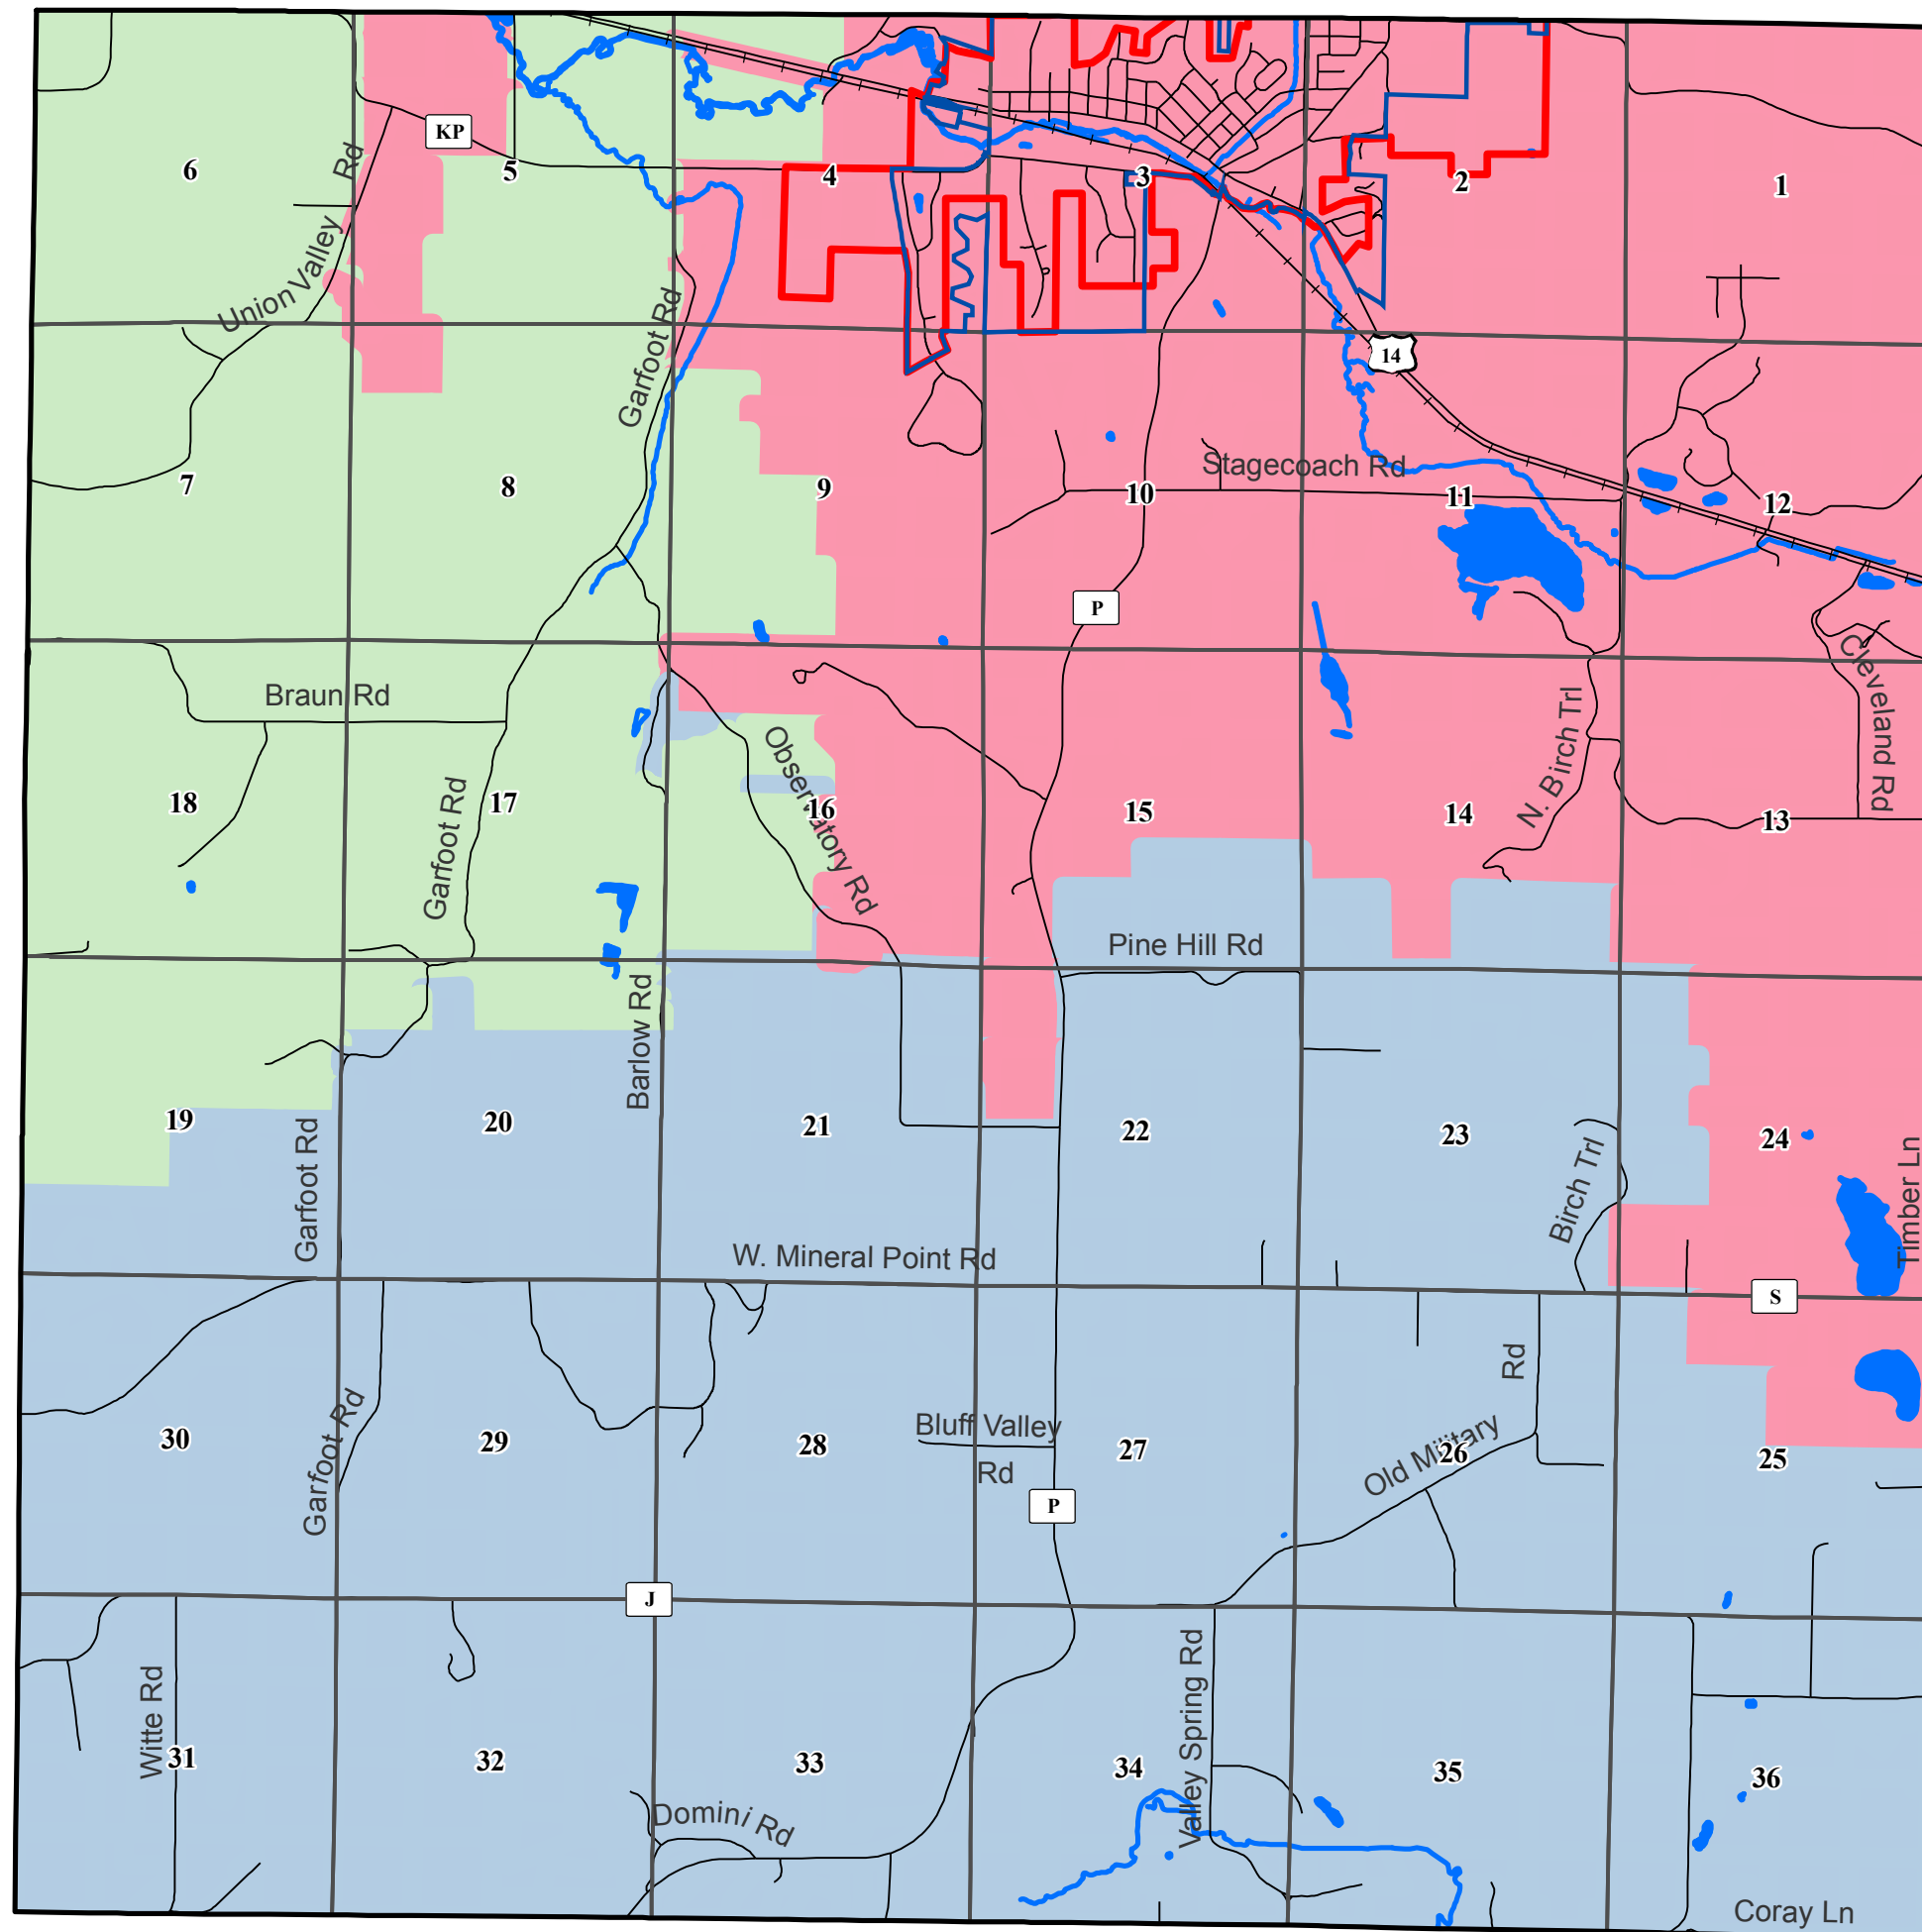 KP
6
5
4
3
2
1
Union Valley Rd
Garfoot Rd
14
7
8
9
10
Stagecoach Rd
11
12
P
Braun Rd
Cleveland Rd
N. Birch Trl
Observatory Rd
18
17
16
15
14
13
Garfoot Rd
Pine Hill Rd
Barlow Rd
19
20
21
22
23
24
Garfoot Rd
Birch Trl
Timber Ln
W. Mineral Point Rd
S
Rd
30
29
28
Bluff Valley
Rd
27
Old Military
26
25
Garfoot Rd
P
J
Witte Rd
31
32
33
34
Valley Spring Rd
35
36
Domini Rd
Coray Ln